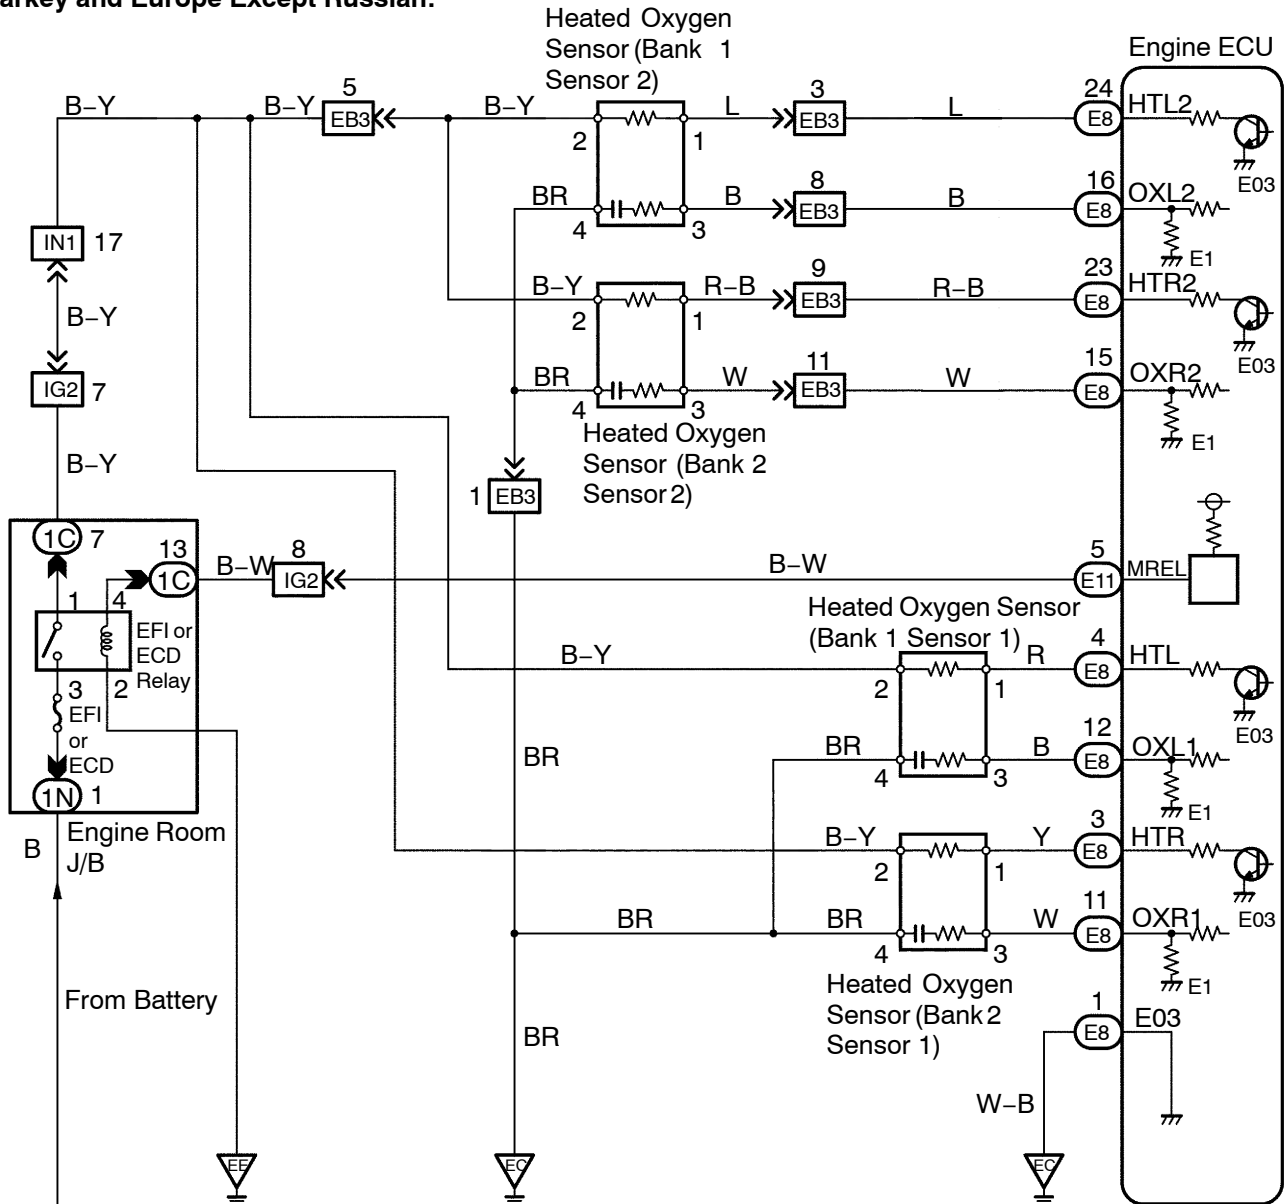 and Europe Except Russian:
Heated Oxygen
Sensor (Bank 1
Sensor 2)
Engine ECU
B–Y
B–Y
5
EB3
B–Y
2
1
L
3
EB3
L
24
E8
HTL2
E03
BR
4
3
B
8
EB3
B
16
E8
OXL2
E1
IN1
17
B–Y
2
1
R–B
9
EB3
R–B
23
E8
HTR2
E03
B–Y
IG2
7
BR
4
3
W
11
EB3
W
15
E8
OXR2
E1
Heated Oxygen
Sensor (Bank 2
Sensor 2)
B–Y
1
EB3
1C
7
13
1C
B–W
8
IG2
B–W
5
E11
MREL
1
4
EFI or
ECD
Relay
3
2
EFI
or
ECD
1N
1
Engine Room
J/B
B
Heated Oxygen Sensor
(Bank 1 Sensor 1)
B–Y
2
1
R
4
E8
HTL
E03
BR
BR
4
3
B
12
E8
OXL1
E1
B–Y
2
1
Y
3
E8
HTR
E03
BR
BR
4
3
W
11
E8
OXR1
E1
Heated Oxygen
Sensor (Bank 2
Sensor 1)
From Battery
BR
1
E8
E03
W–B
EE
EC
EC